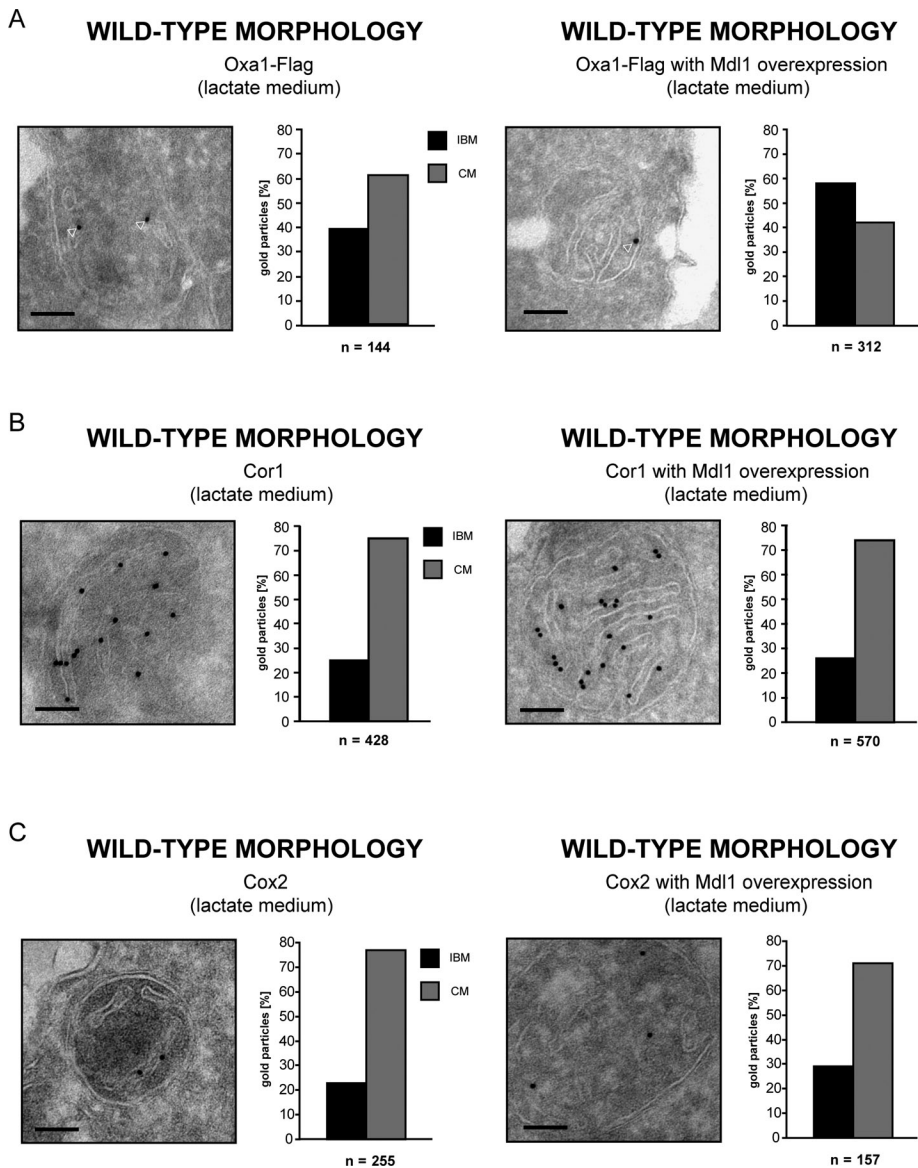 A
WILD-TYPE MORPHOLOGY
Oxa1-Flag
(lactate medium)
80
70
60
50
40
30
20
10
0
gold particles [%]
IBM
CM
n = 144
WILD-TYPE MORPHOLOGY
Oxa1-Flag with Mdl1 overexpression
(lactate medium)
80
70
60
50
40
30
20
10
0
gold particles [%]
n = 312
B
WILD-TYPE MORPHOLOGY
Cor1
(lactate medium)
80
70
60
50
40
30
20
10
0
gold particles [%]
IBM
CM
n = 428
WILD-TYPE MORPHOLOGY
Cor1 with Mdl1 overexpression
(lactate medium)
80
70
60
50
40
30
20
10
0
gold particles [%]
n = 570
C
WILD-TYPE MORPHOLOGY
Cox2
(lactate medium)
80
70
60
50
40
30
20
10
0
gold particles [%]
IBM
CM
n = 255
WILD-TYPE MORPHOLOGY
Cox2 with Mdl1 overexpression
(lactate medium)
80
70
60
50
40
30
20
10
0
gold particles [%]
n = 157